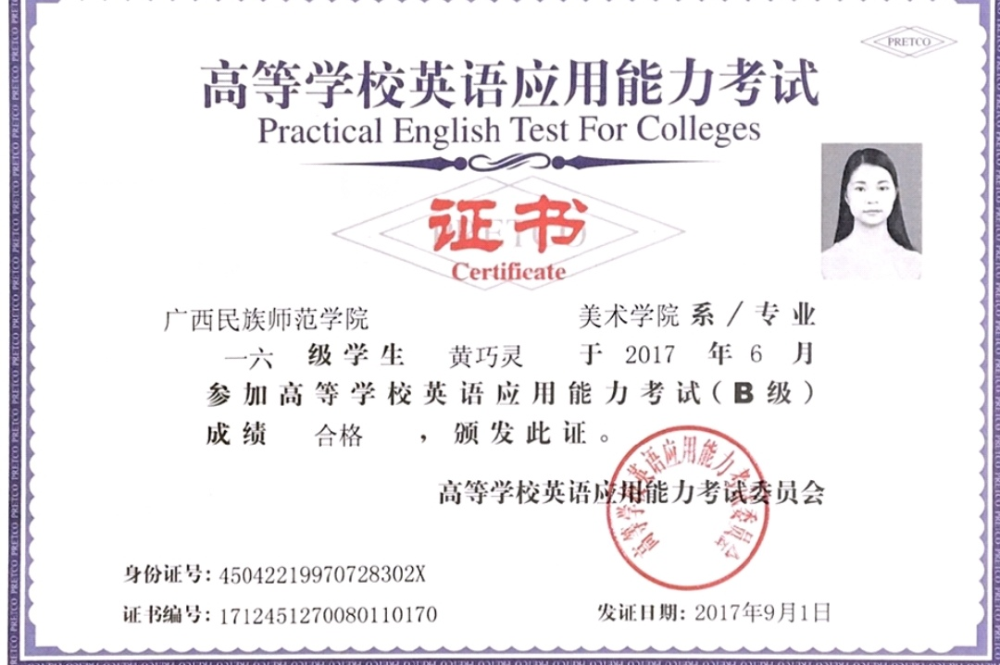 PRETCO
高等学校英语应用能力考试
Practical English Test For Colleges
证书
Certificate
广西民族师范学院 美术学院 系/专业
一六 级学生 黄巧灵 于 2017 年 6 月
参加高等学校英语应用能力考试(B级)
成绩 合格 ,颁发此证。
高等学校英语应用能力考试委员会
高等学校英语应用能力考试委员会
身份证号: 45042219970728302X
证书编号: 171245127008011017​0
发证日期: 2017年9月1日